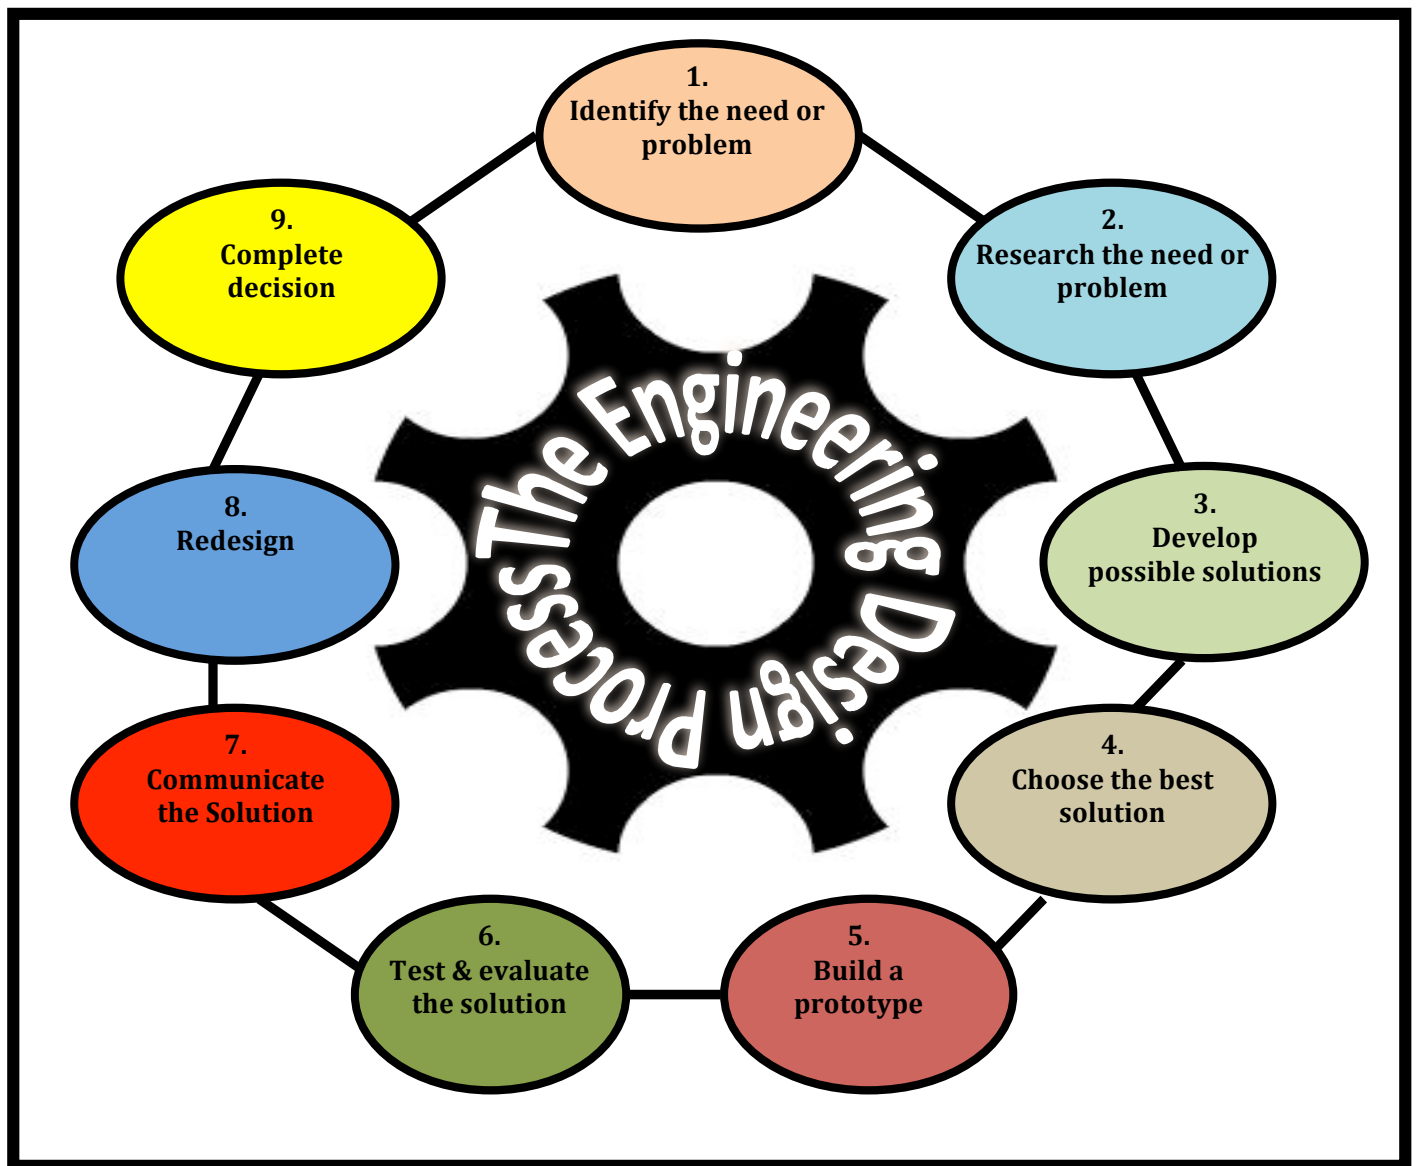 1.
Identify the need or
problem
2.
Research the need or
problem
3.
Develop
possible solutions
4.
Choose the best
solution
5.
Build a
prototype
6.
Test & evaluate
the solution
7.
Communicate
the Solution
8.
Redesign
9.
Complete
decision
The Engineering Design Process